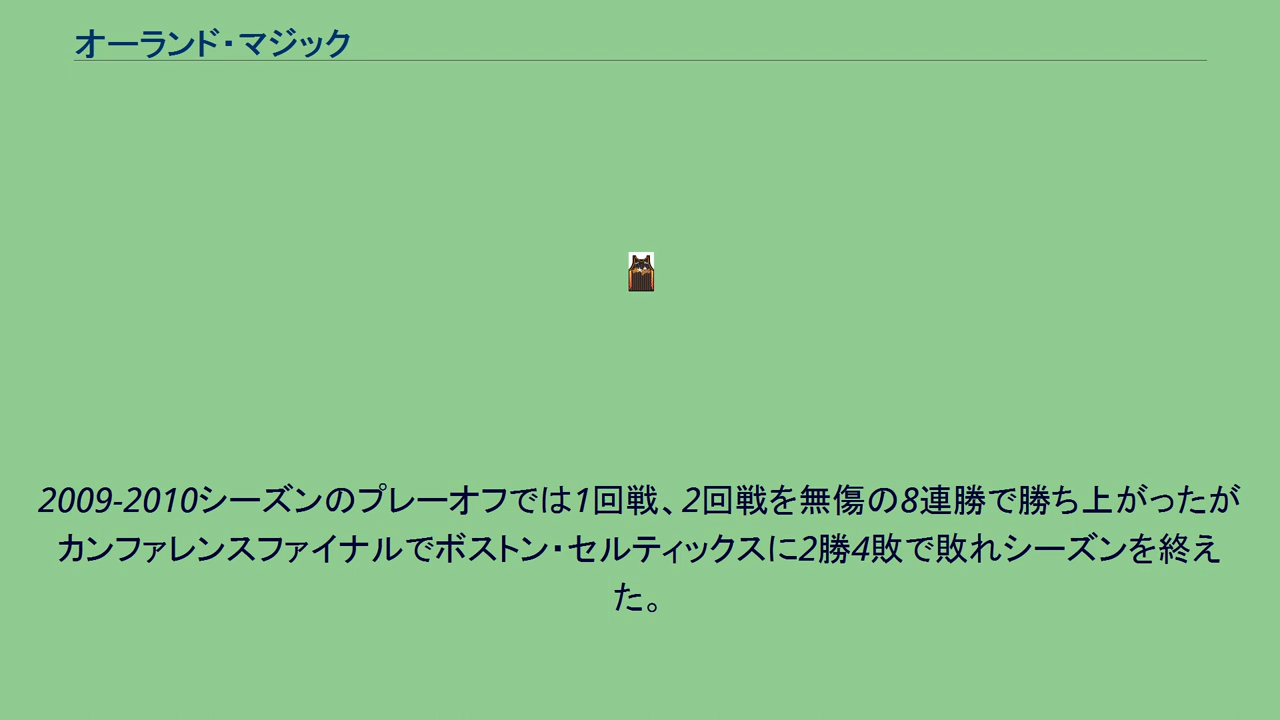 オーランド・マジック
2009-2010シーズンのプレーオフでは1回戦、2回戦を無傷の8連勝で勝ち上がったが
カンファレンスファイナルでボストン・セルティックスに2勝4敗で敗れシーズンを終え
た。